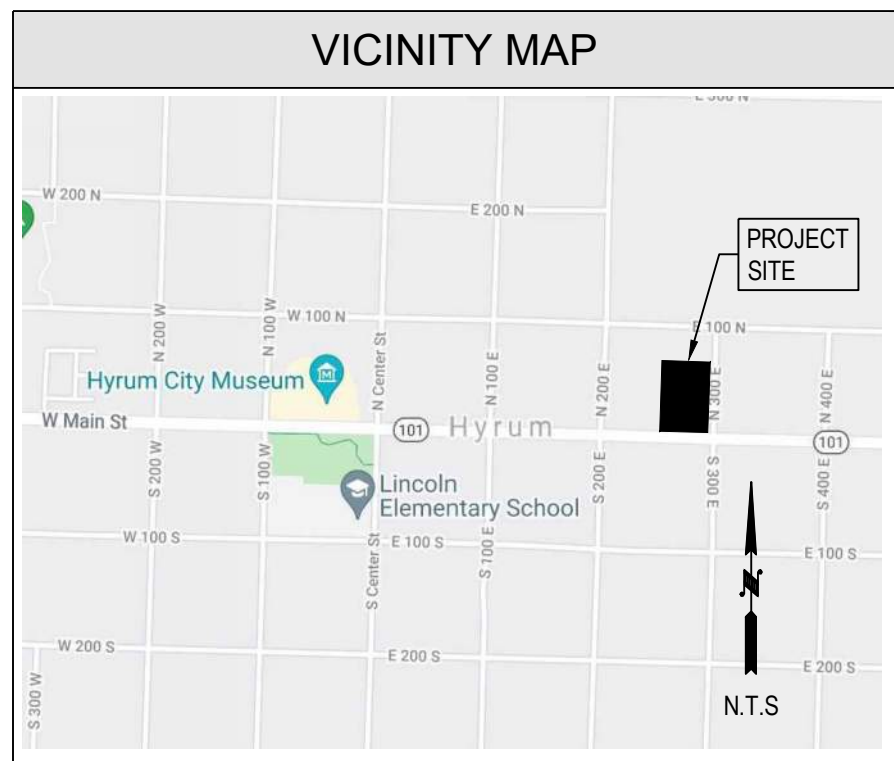 VICINITY MAP
E 300 N
W 200 N
E 200 N
PROJECT
SITE
W 100 N
E 100 N
N 200 W
N 100 W
N Center St
N 100 E
N 200 E
N 300 E
N 400 E
Hyrum City Museum
W Main St
101
Hyrum
101
S 200 W
S 100 W
Lincoln
Elementary School
S 200 E
S 300 E
S 400 E
W 100 S
S Center St
E 100 S
S 100 E
E 100 S
N
W 200 S
E 200 S
E 200 S
S 300 W
N.T.S